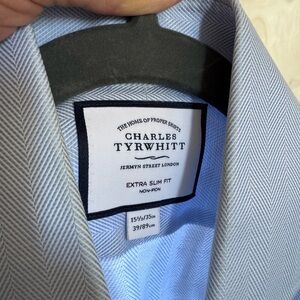 THE HOME OF PROPER SHIRTS
CHARLES
TYRWHITT
JERMYN STREET LONDON
EXTRA SLIM FIT
NON-IRON
15½/35in
39/89cm